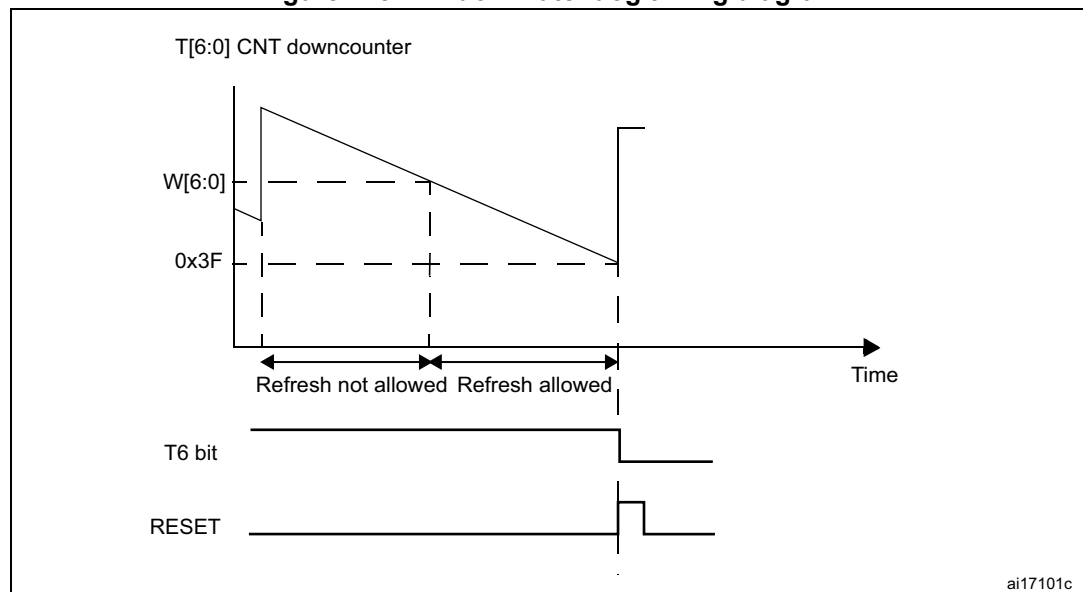 T[6:0] CNT downcounter
W[6:0]
0x3F
Refresh not allowed Refresh allowed
Time
T6 bit
RESET
ai17101c